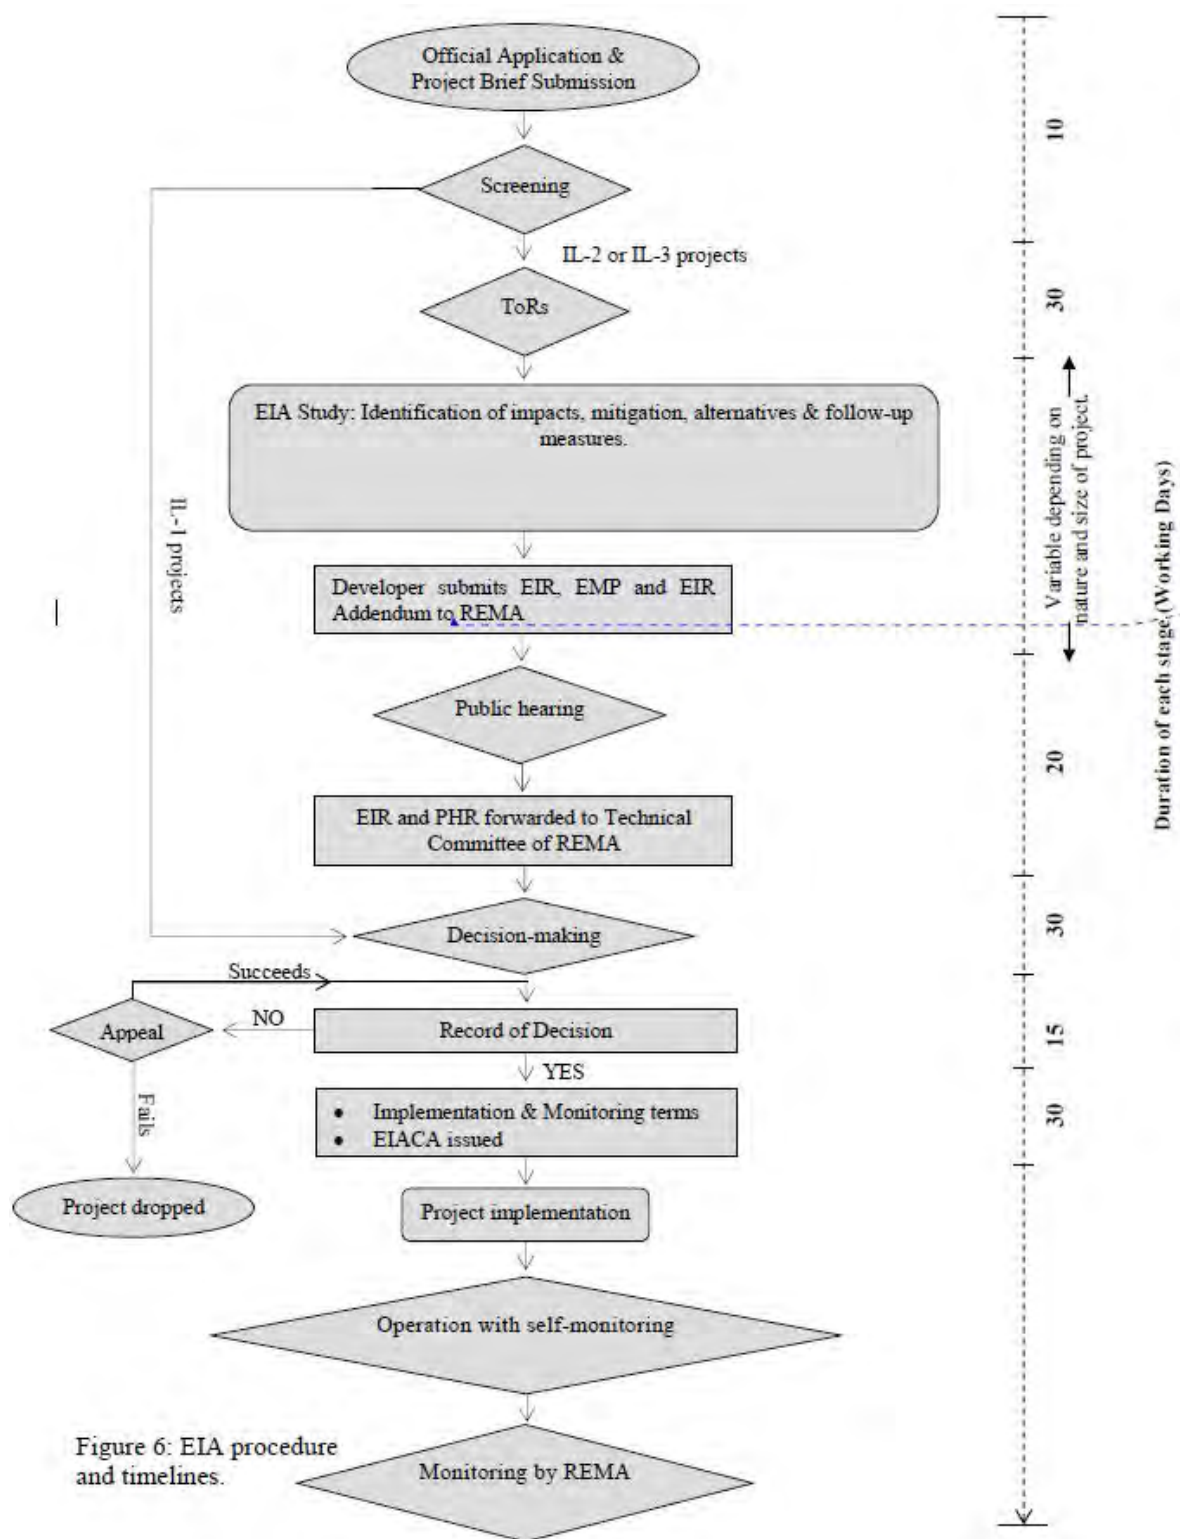 Official Application &
Project Brief Submission
10
Screening
IL-2 or IL-3 projects
ToRs
30
EIA Study: Identification of impacts, mitigation, alternatives & follow-up
measures.
Variable depending on
nature and size of project.
IL-1 projects
Developer submits EIR, EMP and EIR
Addendum to REMA
Duration of each stage (Working Days)
Public hearing
20
EIR and PHR forwarded to Technical
Committee of REMA
Decision-making
30
Succeeds
Appeal
NO
Record of Decision
15
YES
Fails
• Implementation & Monitoring terms
• EIACA issued
30
Project dropped
Project implementation
Operation with self-monitoring
Figure 6: EIA procedure
and timelines.
Monitoring by REMA